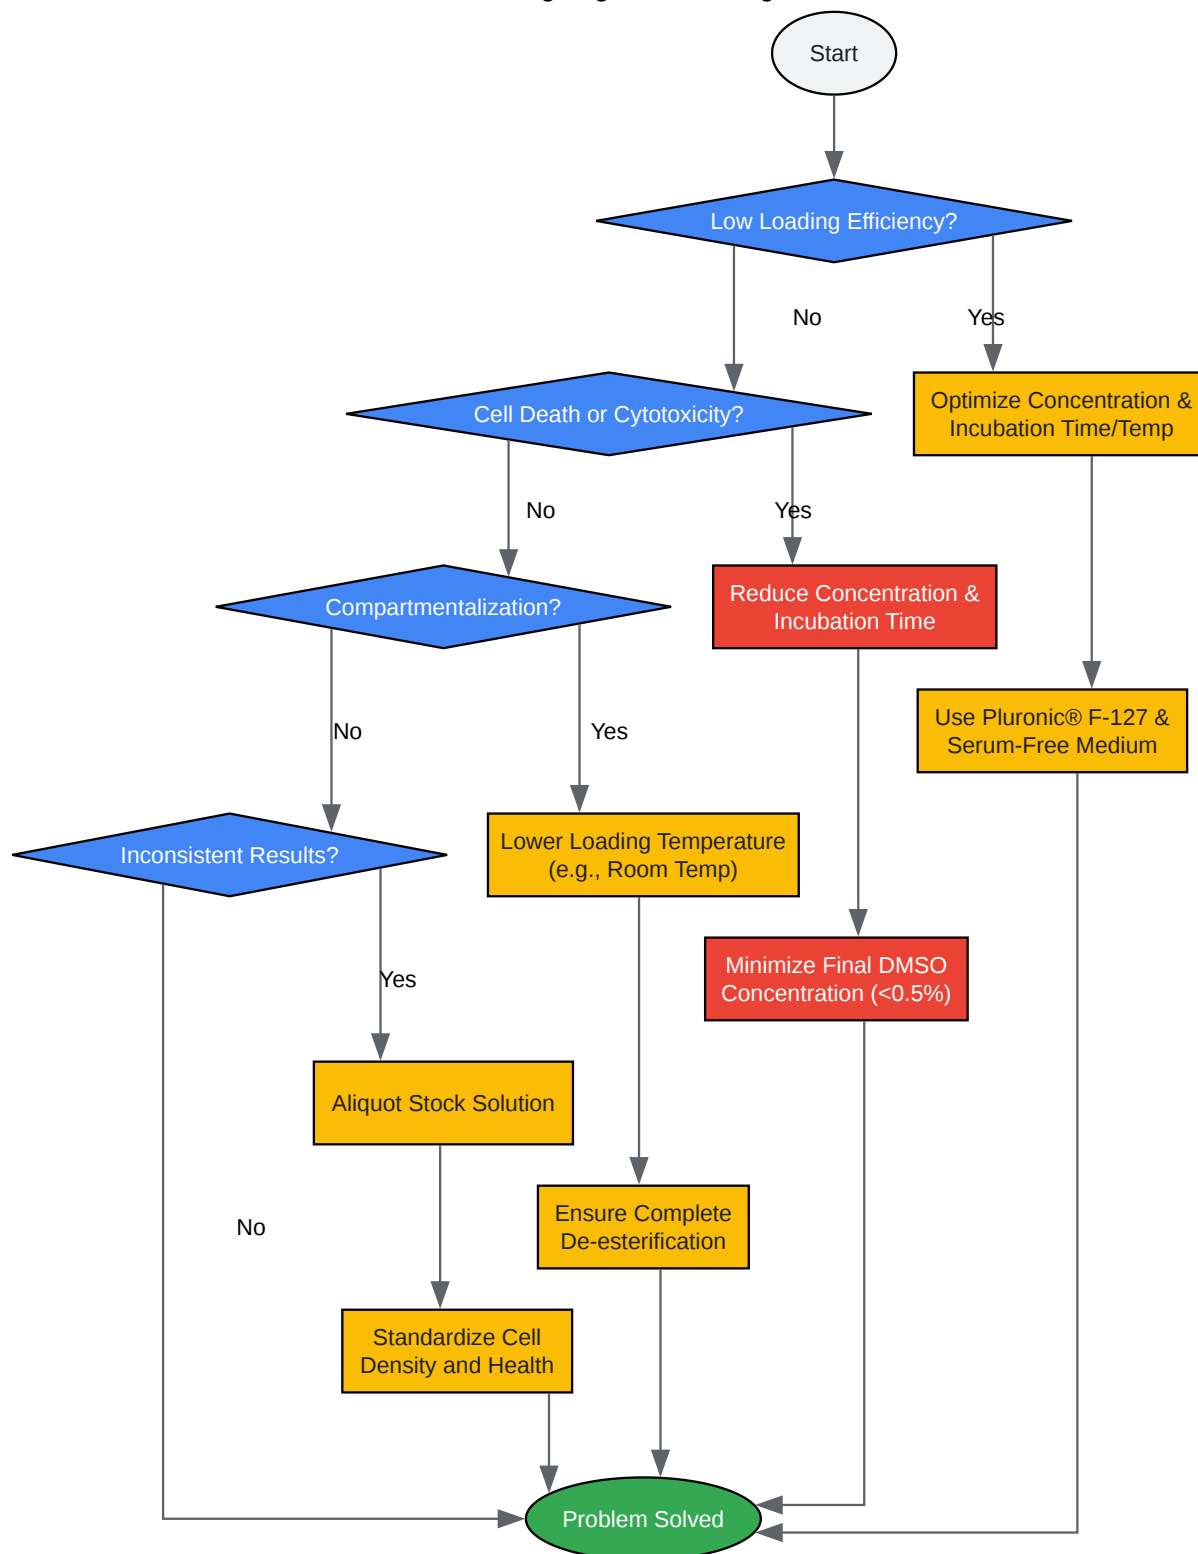 Start
Low Loading Efficiency?
No
Yes
Cell Death or Cytotoxicity?
Optimize Concentration &
Incubation Time/Temp
No
Yes
Compartmentalization?
Reduce Concentration &
Incubation Time
No
Yes
Use Pluronic® F-127 &
Serum-Free Medium
Inconsistent Results?
Lower Loading Temperature
(e.g., Room Temp)
Yes
Minimize Final DMSO
Concentration (<0.5%)
Aliquot Stock Solution
No
Ensure Complete
De-esterification
Standardize Cell
Density and Health
Problem Solved